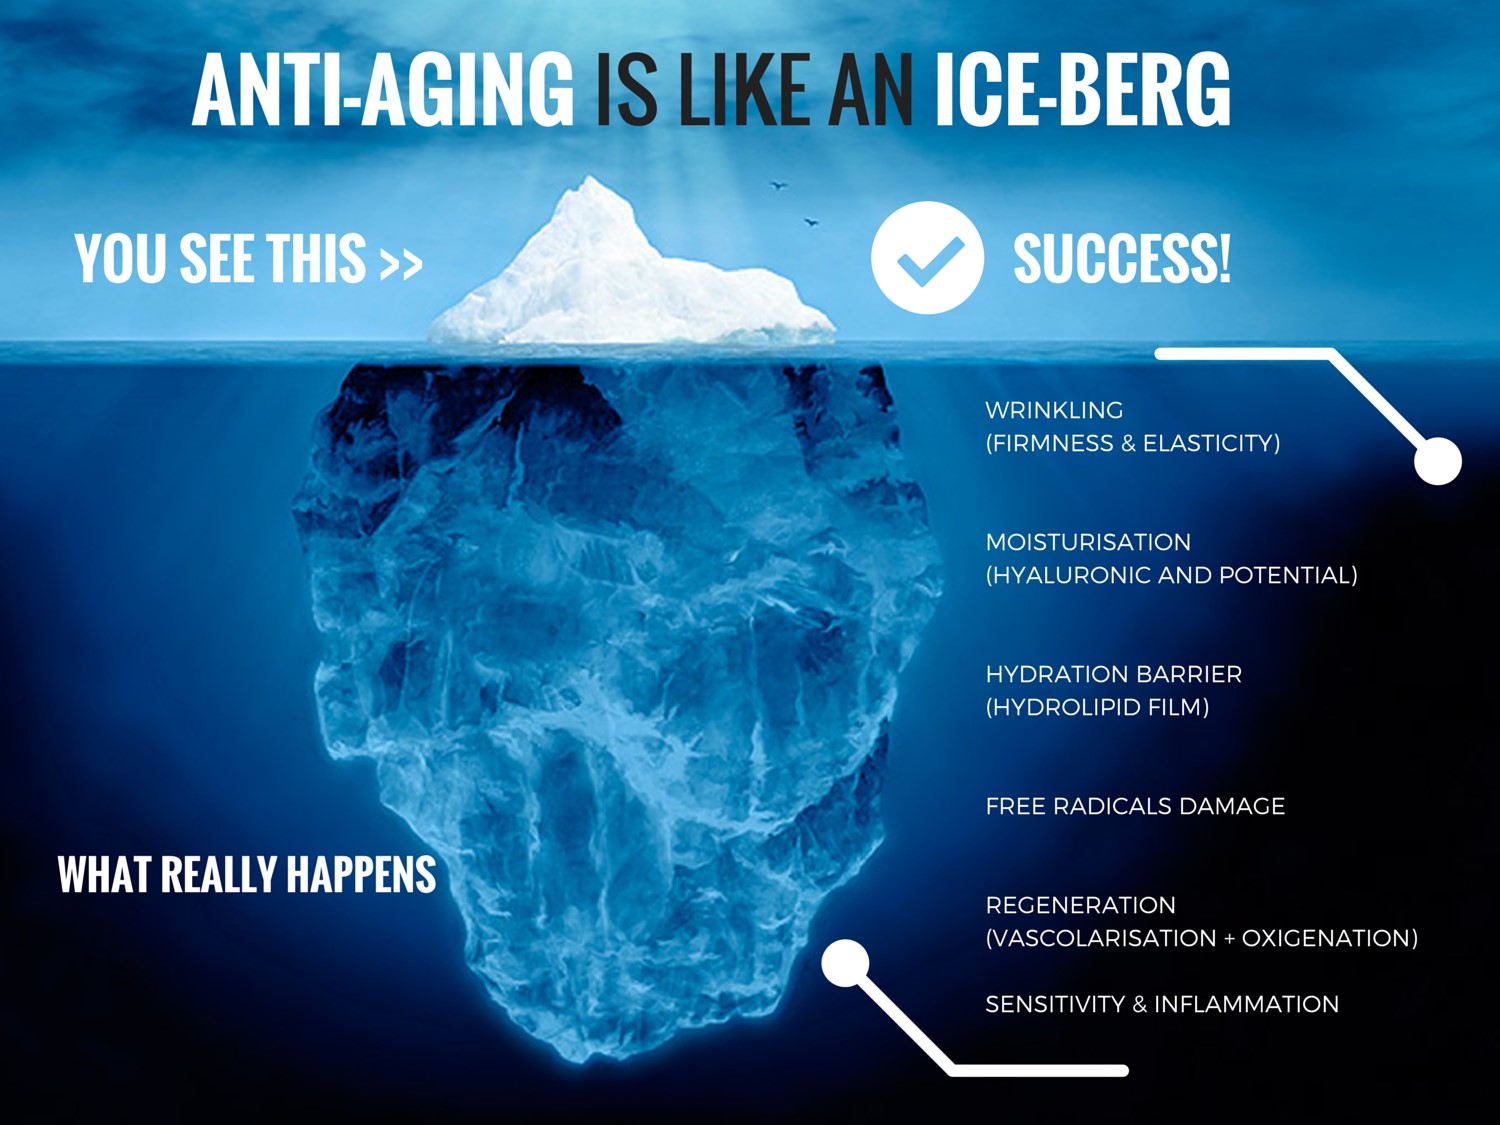 ANTI-AGING IS LIKE AN ICE-BERG
YOU SEE THIS >>
SUCCESS!
WRINKLING
(FIRMNESS & ELASTICITY)
MOISTURISATION
(HYALURONIC AND POTENTIAL)
HYDRATION BARRIER
(HYDROLIPID FILM)
FREE RADICALS DAMAGE
WHAT REALLY HAPPENS
REGENERATION
(VASCOLARISATION + OXIGENATION)
SENSITIVITY & INFLAMMATION